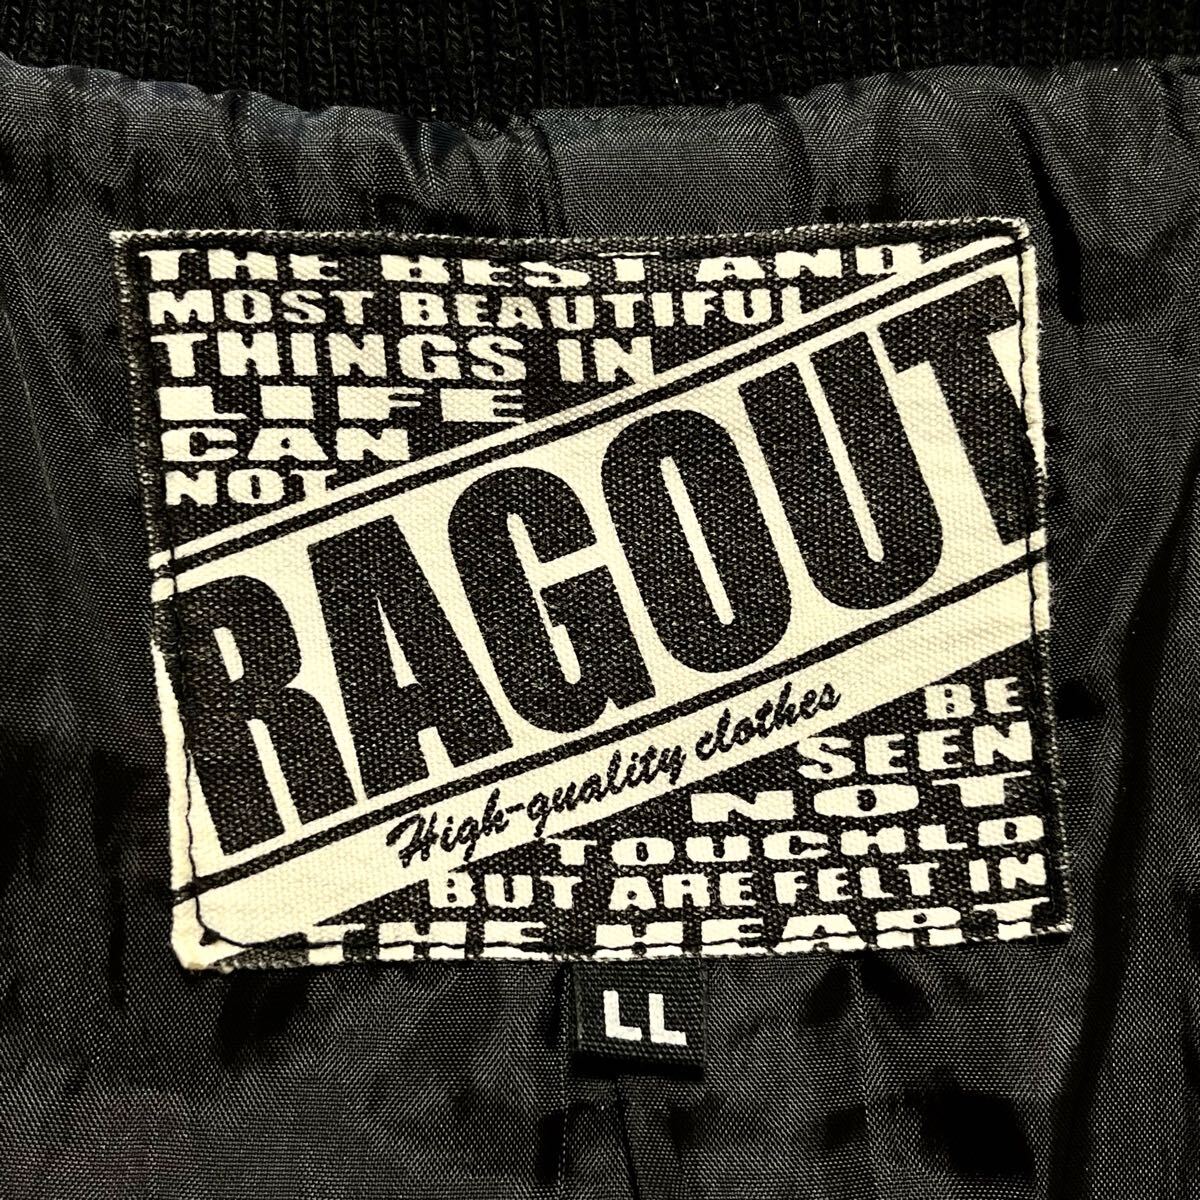 THE BEST AND
MOST BEAUTIFUL
THINGS IN
LIFE
CAN
NOT
RAGOUT
High-quality clothes
BE
SEEN
NOT
TOUCHLD
BUT ARE FELT IN
THE HEART
LL